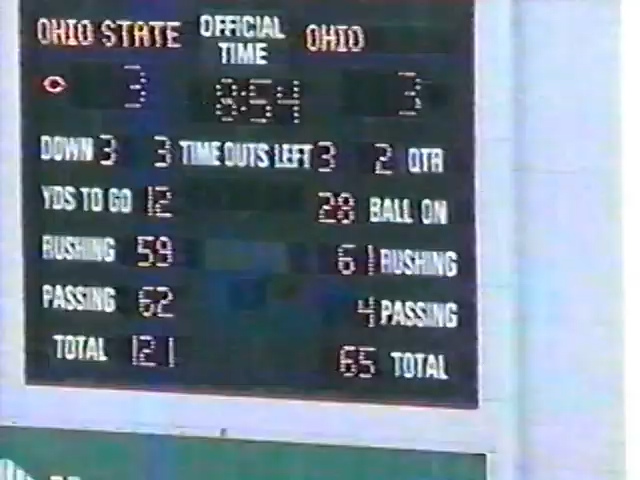 OHIO STATE OFFICIAL TIME OHIO
3 8:54 3
DOWN 3 3 TIME OUTS LEFT 3 2 QTR
YDS TO GO 12 28 BALL ON
RUSHING 59 61 RUSHING
PASSING 62 4 PASSING
TOTAL 121 65 TOTAL